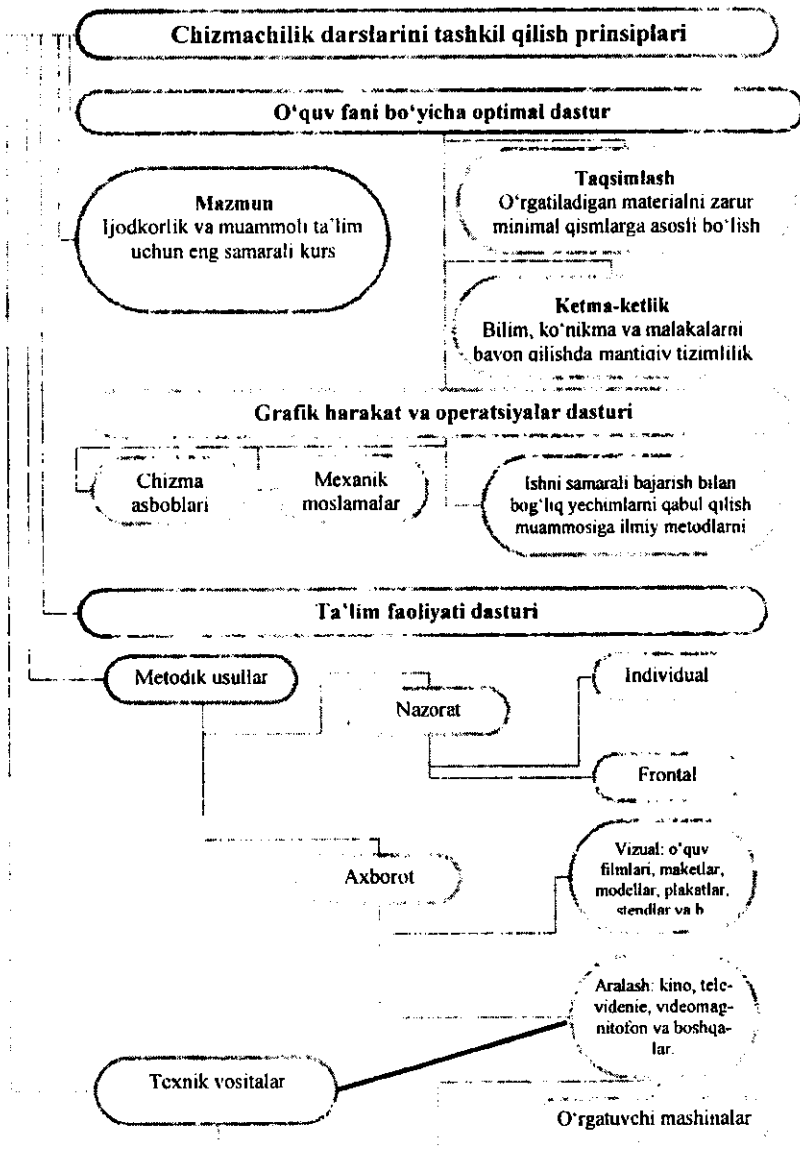 Chizmachilik darslarini tashkil qilish prinsiplari
O‘quv fani bo‘yicha optimal dastur
Mazmun
Ijodkorlik va muammoli ta’lim
uchun eng samarali kurs
Taqsimlash
O‘rgatiladigan materialni zarur
minimal qismlarga asosli bo‘lish
Ketma-ketlik
Bilim, ko‘nikma va malakalarni
bayon qilishda mantiqiy tizimlilik
Grafik harakat va operatsiyalar dasturi
Chizma
asboblari
Mexanik
moslamalar
Ishni samarali bajarish bilan
bog‘liq yechimlarni qabul qilish
muammosiga ilmiy metodlarni
Ta’lim faoliyati dasturi
Metodik usullar
Nazorat
Individual
Frontal
Axborot
Vizual: o‘quv
filmlari, maketlar,
modellar, plakatlar,
stendlar va h
Aralash: kino, tele-
videnie, videomag-
nitofon va boshqa-
lar.
Texnik vositalar
O‘rgatuvchi mashinalar